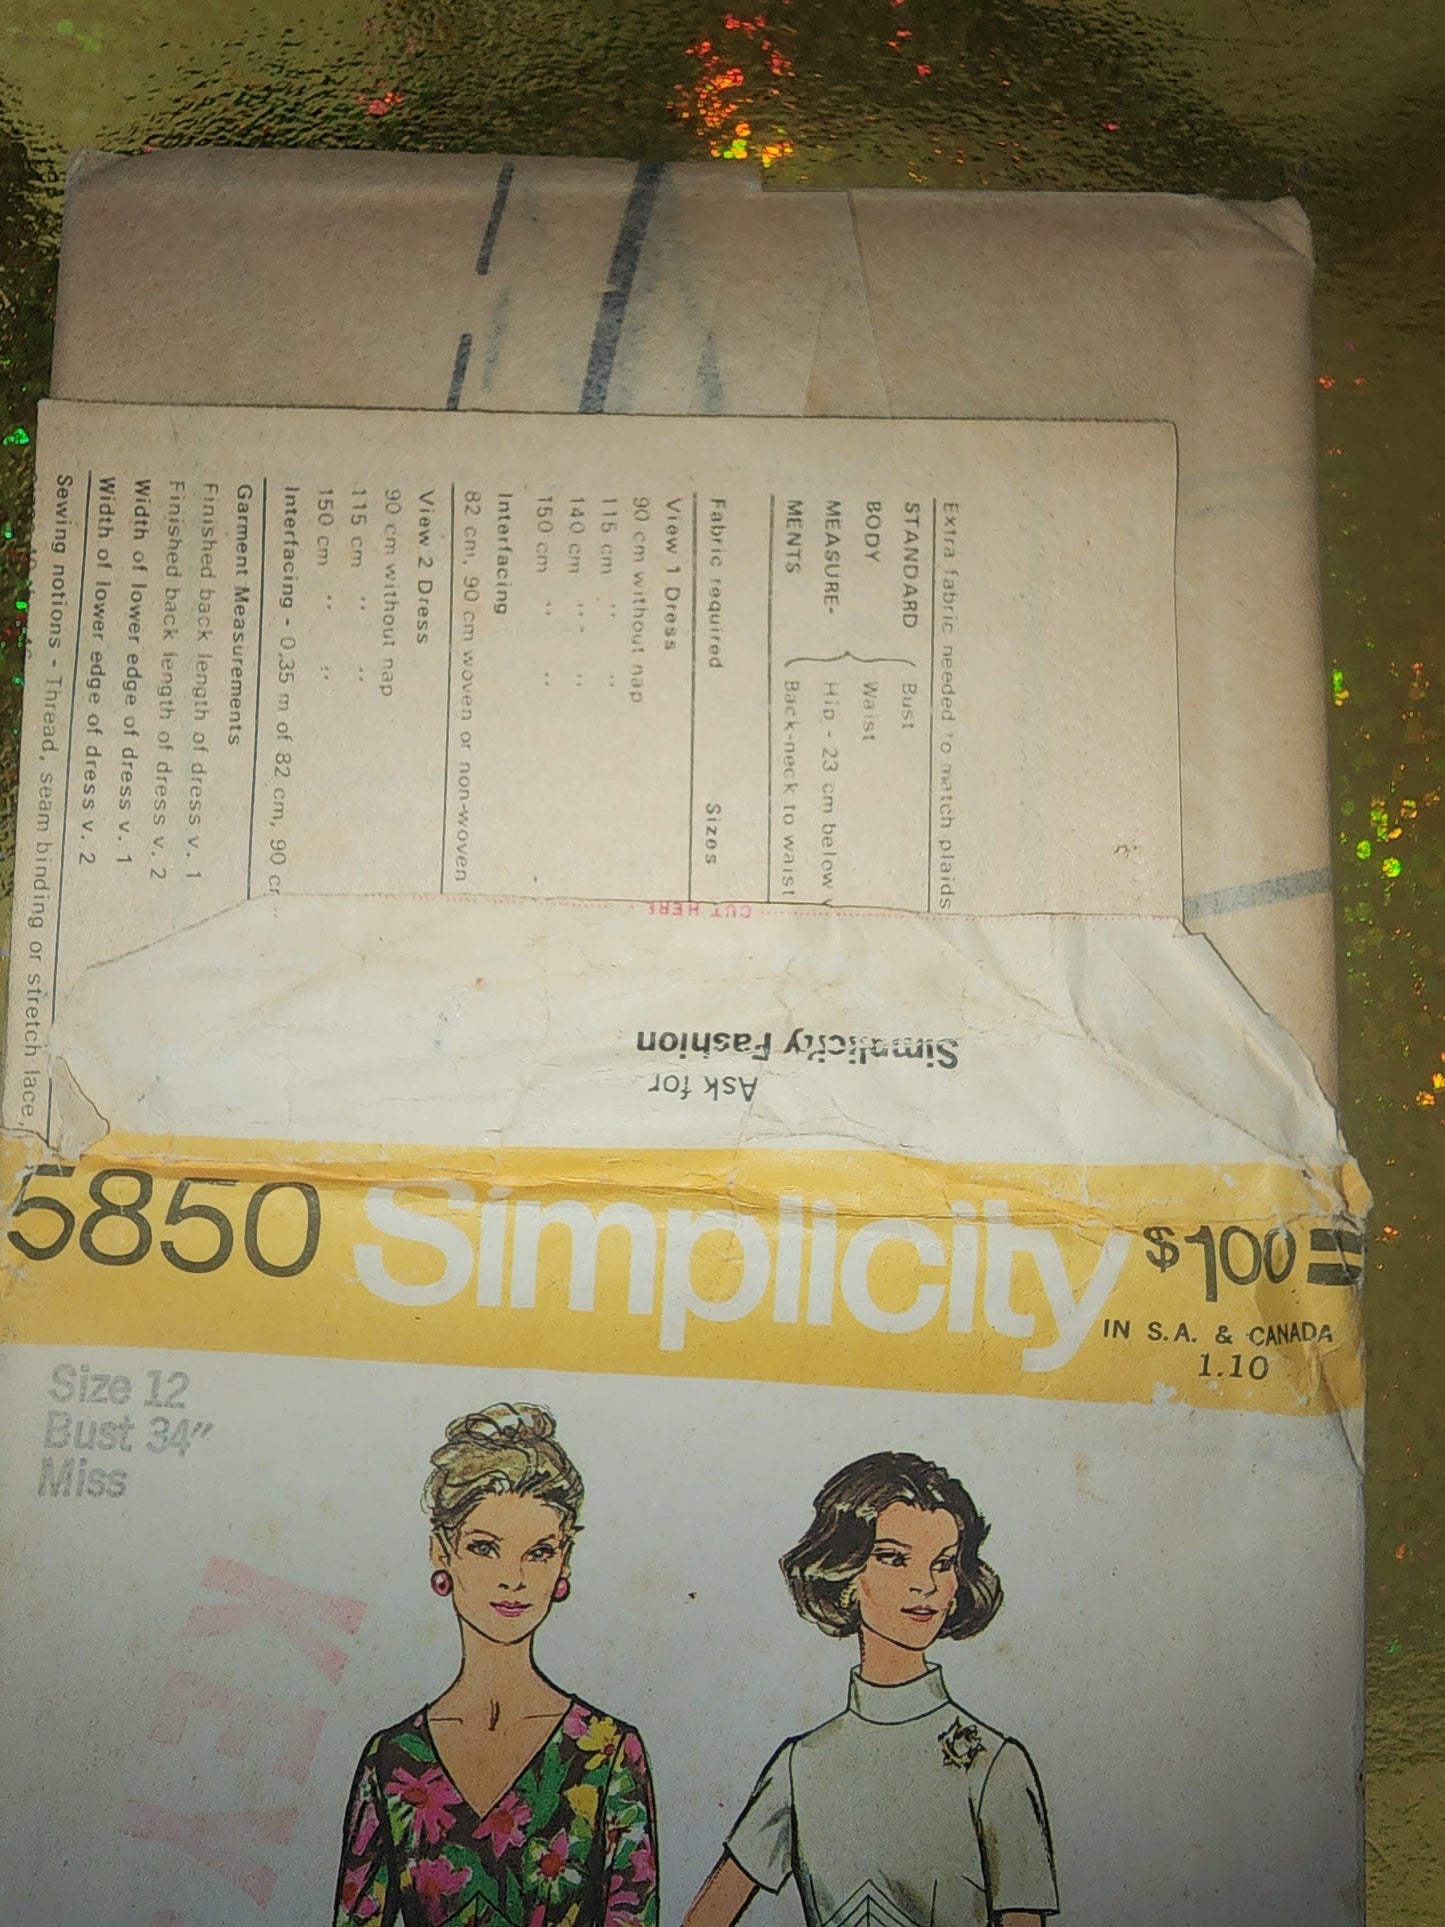 Extra fabric needed to match plaids
STANDARD
BODY
MEASURE-
MENTS
Bust
Waist
Hip - 23 cm below
Back-neck to waist
Fabric required Sizes
View 1 Dress
90 cm without nap
115 cm ,, ,,
140 cm ,, ,,
150 cm ,, ,,
Interfacing
82 cm, 90 cm woven or non-woven
View 2 Dress
90 cm without nap
115 cm ,, ,,
150 cm ,, ,,
Interfacing - 0,35 m of 82 cm, 90
Garment Measurements
Finished back length of dress v. 1
Finished back length of dress v. 2
Width of lower edge of dress v. 1
Width of lower edge of dress v. 2
Sewing notions - Thread, seam binding or stretch lace,
CUT HERE
Ask for
Simplicity Fashion
5850 Simplicity $100
IN S.A. & CANADA
1.10
Size 12
Bust 34"
Miss
KEY